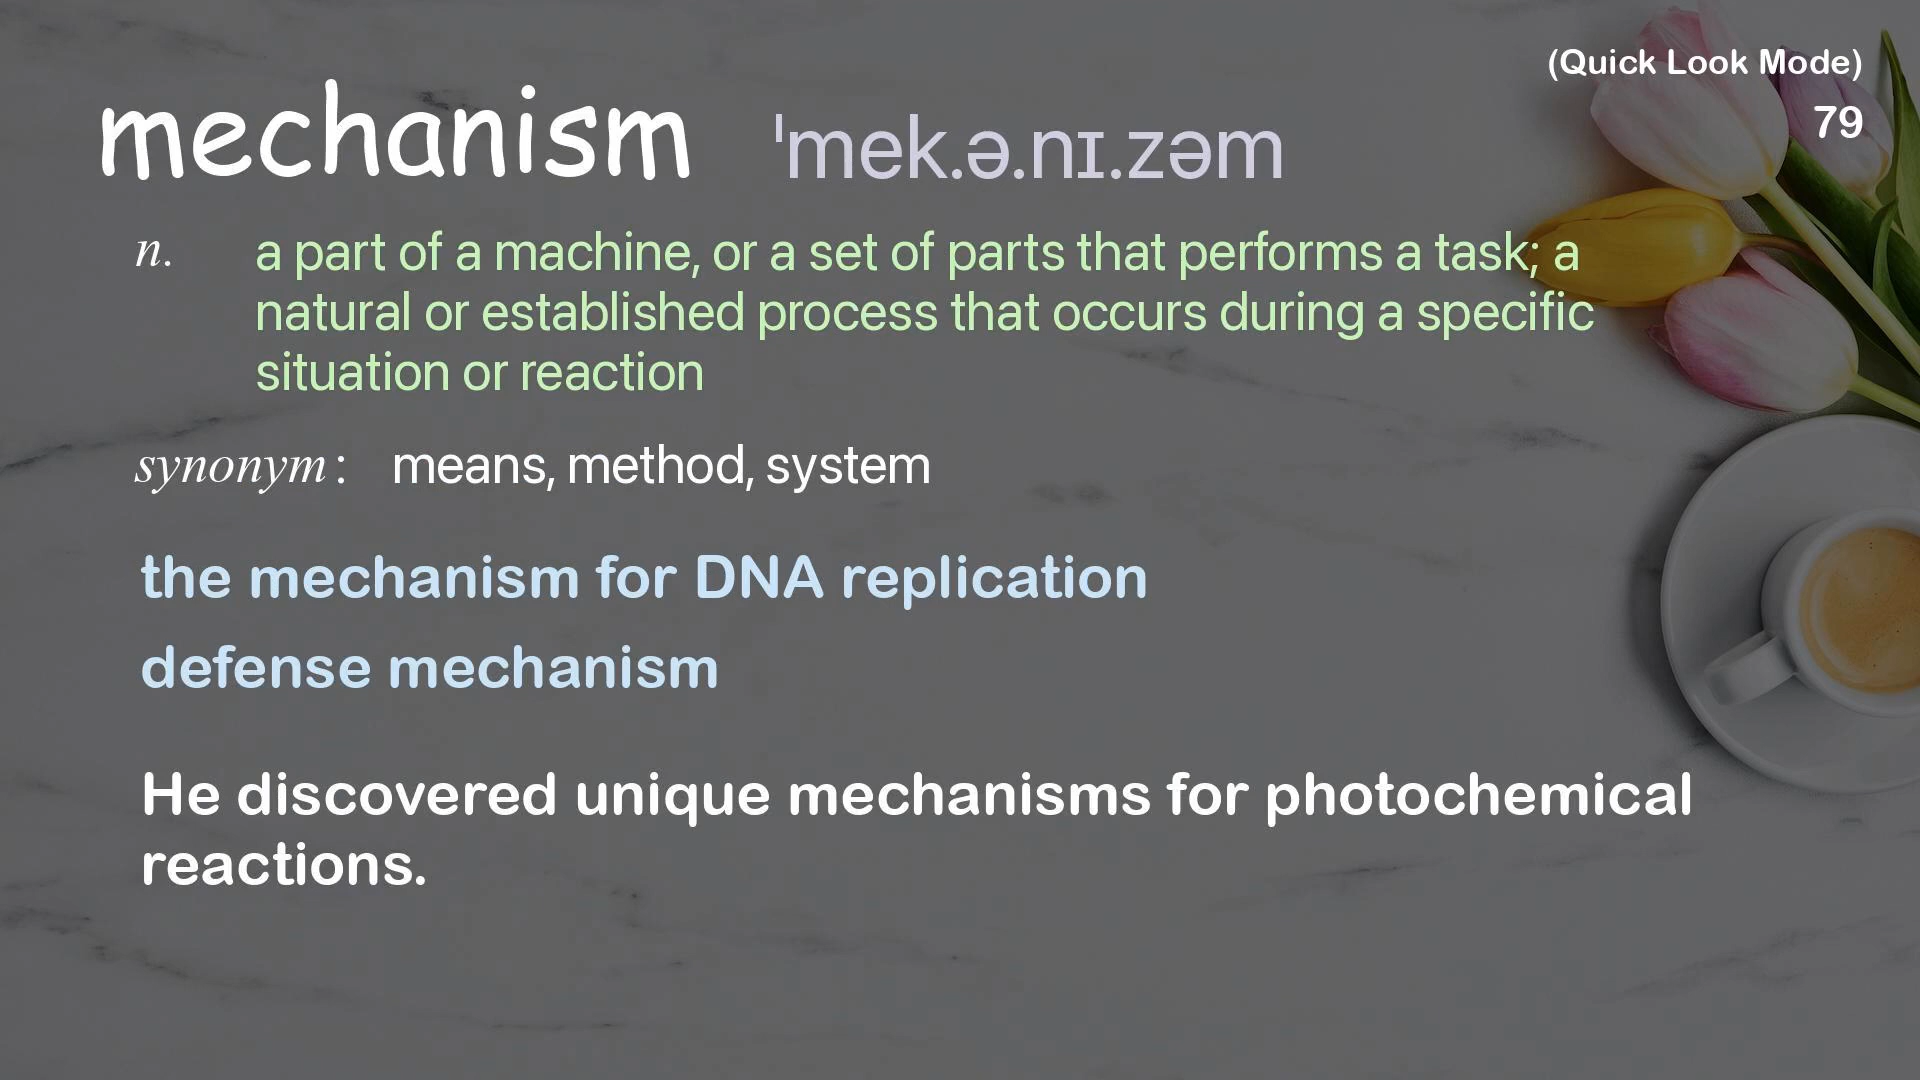 (Quick Look Mode)
79
mechanism ˈmek.ə.nɪ.zəm
n. a part of a machine, or a set of parts that performs a task; a
natural or established process that occurs during a specific
situation or reaction
synonym: means, method, system
the mechanism for DNA replication
defense mechanism
He discovered unique mechanisms for photochemical
reactions.